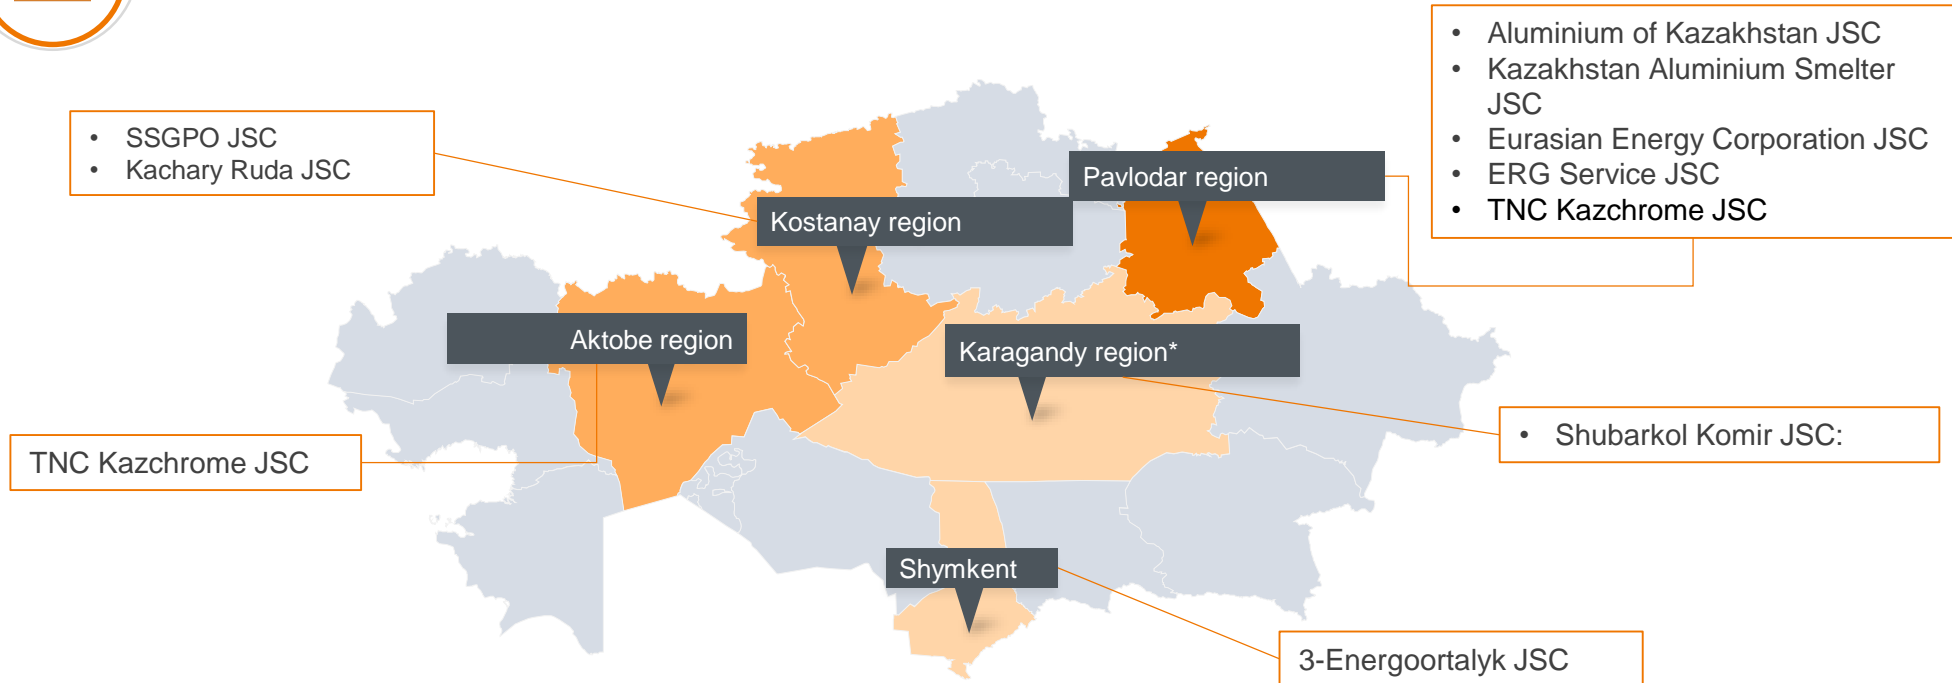 • Aluminium of Kazakhstan JSC
• Kazakhstan Aluminium Smelter
JSC
• Eurasian Energy Corporation JSC
• ERG Service JSC
• TNC Kazchrome JSC
• SSGPO JSC
• Kachary Ruda JSC
Pavlodar region
Kostanay region
Aktobe region
Karagandy region*
TNC Kazchrome JSC
• Shubarkol Komir JSC:
Shymkent
3-Energoortalyk JSC